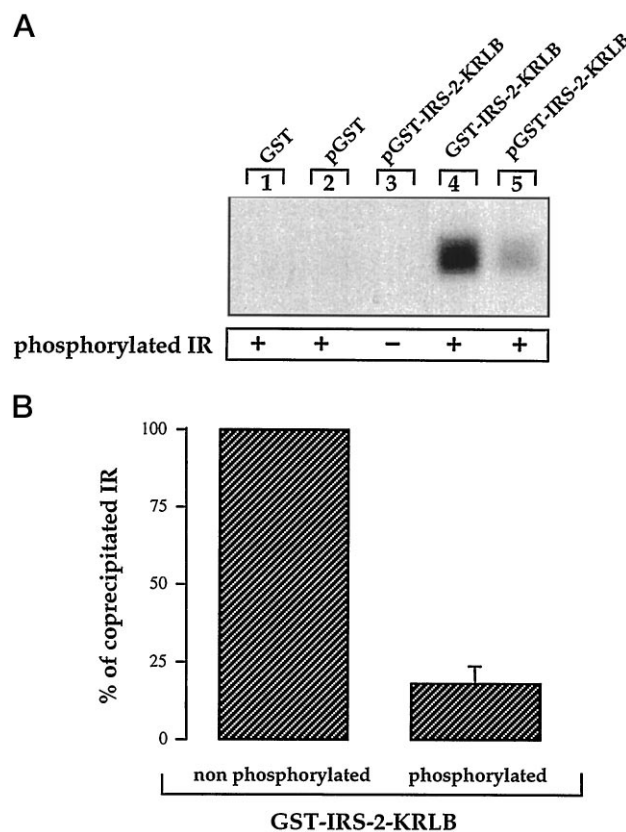 A
GST
pGST
pGST-IRS-2-KRLB
GST-IRS-2-KRLB
pGST-IRS-2-KRLB
1 2 3 4 5
phosphorylated IR + + − + +
B
% of coprecipitated IR
100
75
50
25
0
non phosphorylated phosphorylated
GST-IRS-2-KRLB